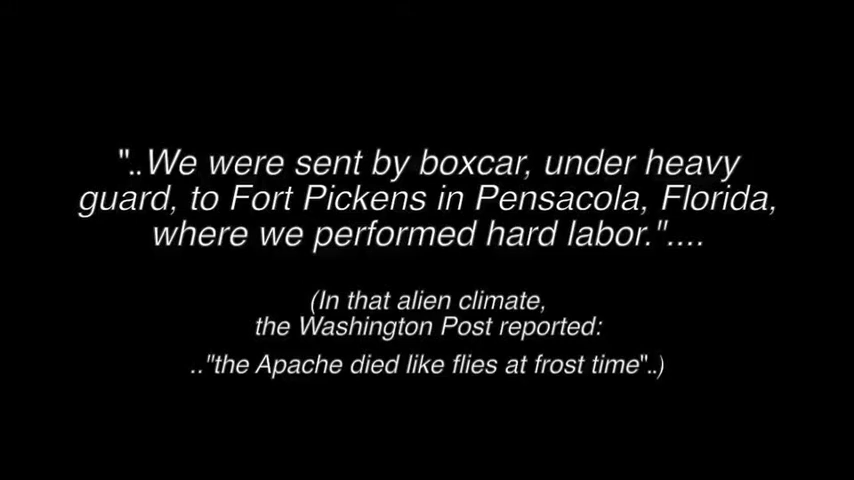 "..We were sent by boxcar, under heavy
guard, to Fort Pickens in Pensacola, Florida,
where we performed hard labor."....
(In that alien climate,
the Washington Post reported:
.."the Apache died like flies at frost time"..)